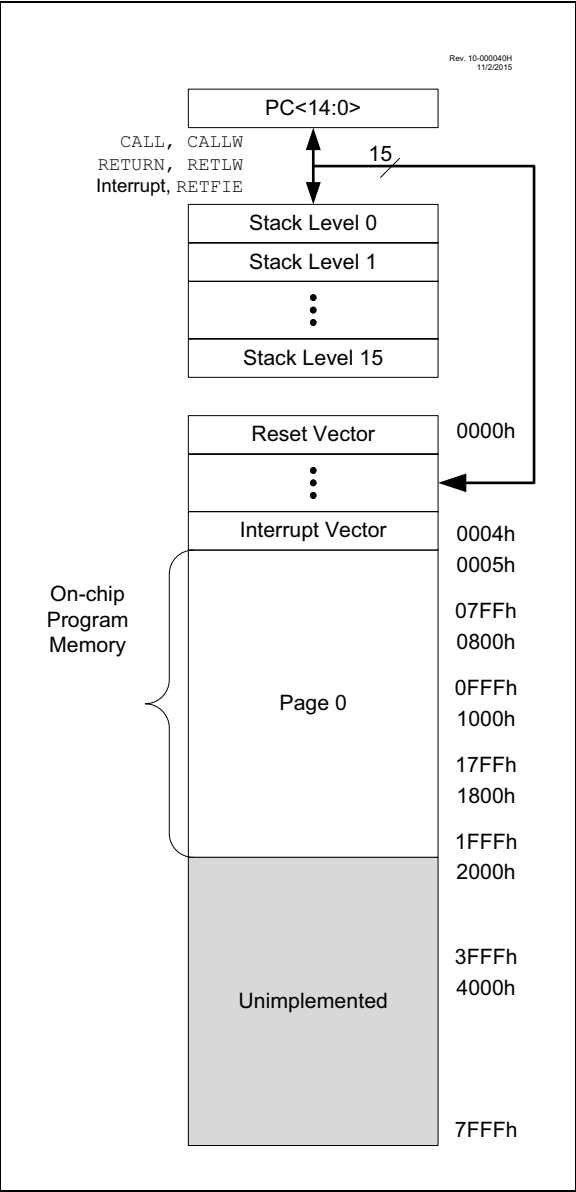 Rev. 10-000040H
11/2/2015
PC<14:0>
CALL, CALLW
RETURN, RETLW
Interrupt, RETFIE
15
Stack Level 0
Stack Level 1
Stack Level 15
Reset Vector
0000h
Interrupt Vector
0004h
0005h
On-chip
Program
Memory
07FFh
0800h
Page 0
0FFFh
1000h
17FFh
1800h
1FFFh
2000h
Unimplemented
3FFFh
4000h
7FFFh